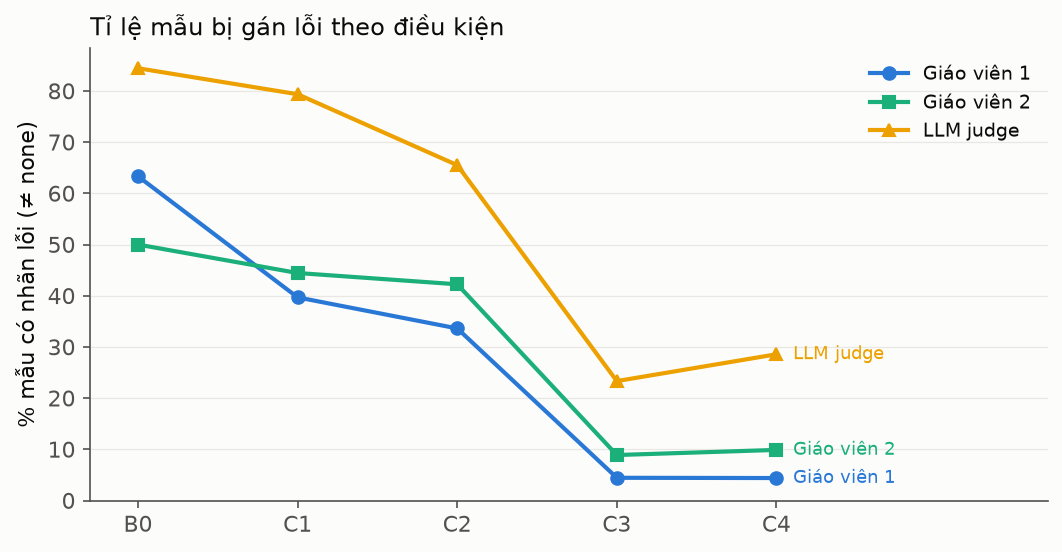 Tỉ lệ mẫu bị gán lỗi theo điều kiện
% mẫu có nhãn lỗi (≠ none)
80
70
60
50
40
30
20
10
0
B0 C1 C2 C3 C4
Giáo viên 1
Giáo viên 2
LLM judge
LLM judge
Giáo viên 2
Giáo viên 1